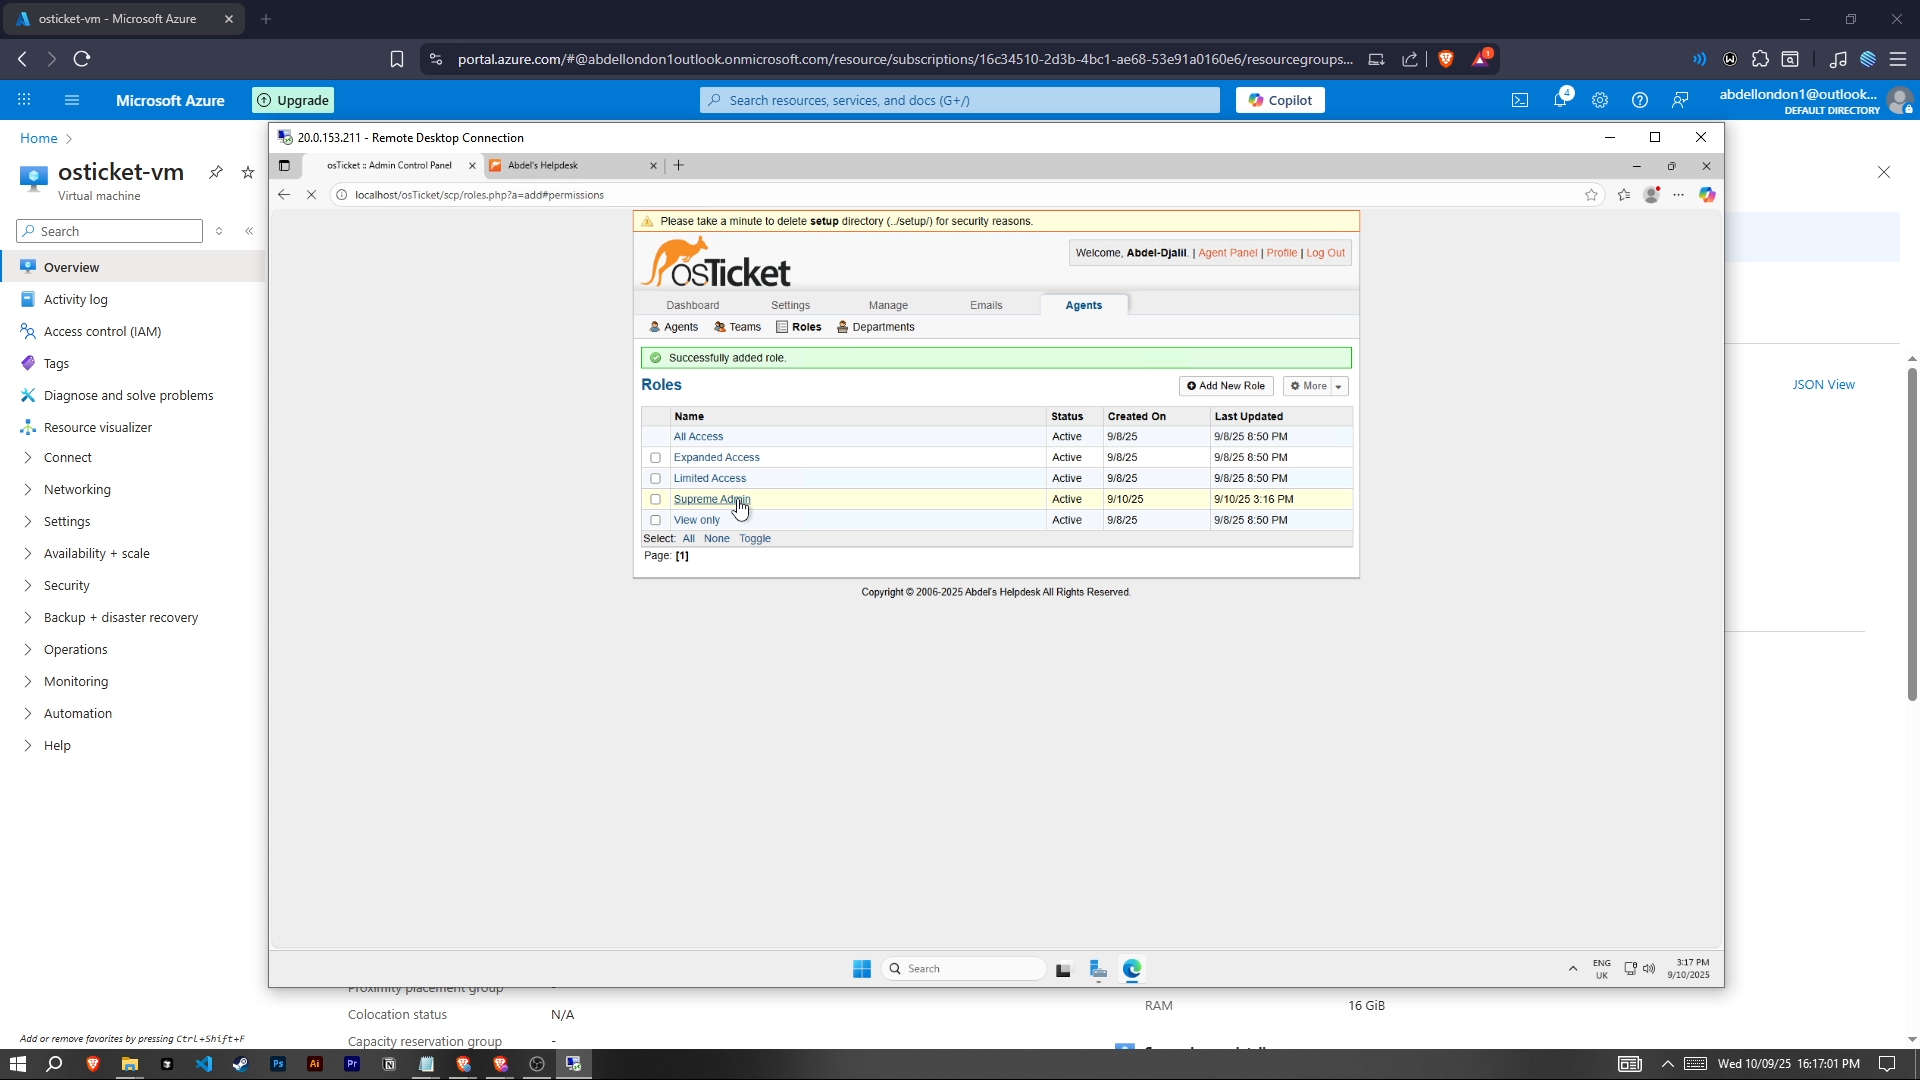 osticket-vm - Microsoft Azure
portal.azure.com/#@abdellondon1outlook.onmicrosoft.com/resource/subscriptions/16c34510-2d3b-4bc1-ae68-53e91a0160e6/resourcegroups...
1
Microsoft Azure
Upgrade
Search resources, services, and docs (G+/)
Copilot
4
abdellondon1@outlook...
DEFAULT DIRECTORY
Home
osticket-vm
Virtual machine
Search
Overview
Activity log
Access control (IAM)
Tags
Diagnose and solve problems
Resource visualizer
Connect
Networking
Settings
Availability + scale
Security
Backup + disaster recovery
Operations
Monitoring
Automation
Help
Add or remove favorites by pressing Ctrl+Shift+F
20.0.153.211 - Remote Desktop Connection
osTicket :: Admin Control Panel
Abdel's Helpdesk
localhost/osTicket/scp/roles.php?a=add#permissions
Please take a minute to delete setup directory (../setup/) for security reasons.
osTicket
Welcome, Abdel-Djalil. | Agent Panel | Profile | Log Out
Dashboard Settings Manage Emails Agents
Agents Teams Roles Departments
Successfully added role.
Roles
Add New Role
More
Name Status Created On Last Updated
All Access Active 9/8/25 9/8/25 8:50 PM
Expanded Access Active 9/8/25 9/8/25 8:50 PM
Limited Access Active 9/8/25 9/8/25 8:50 PM
Supreme Admin Active 9/10/25 9/10/25 3:16 PM
View only Active 9/8/25 9/8/25 8:50 PM
Select: All None Toggle
Page: [1]
Copyright © 2006-2025 Abdel's Helpdesk All Rights Reserved.
JSON View
Search
ENG
UK
3:17 PM
9/10/2025
Proximity placement group
Colocation status N/A
Capacity reservation group -
RAM 16 GiB
Ps
Ai
Pr
Wed 10/09/25 16:17:01 PM